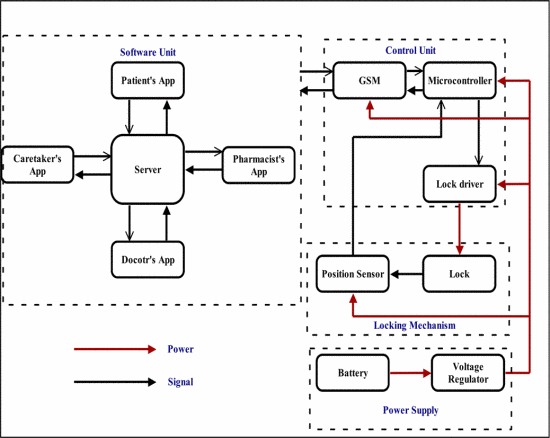 Software Unit
Control Unit
Patient's App
GSM
Microcontroller
Caretaker's
App
Server
Pharmacist's
App
Lock driver
Docotr's App
Position Sensor
Lock
Locking Mechanism
Power
Signal
Battery
Voltage
Regulator
Power Supply